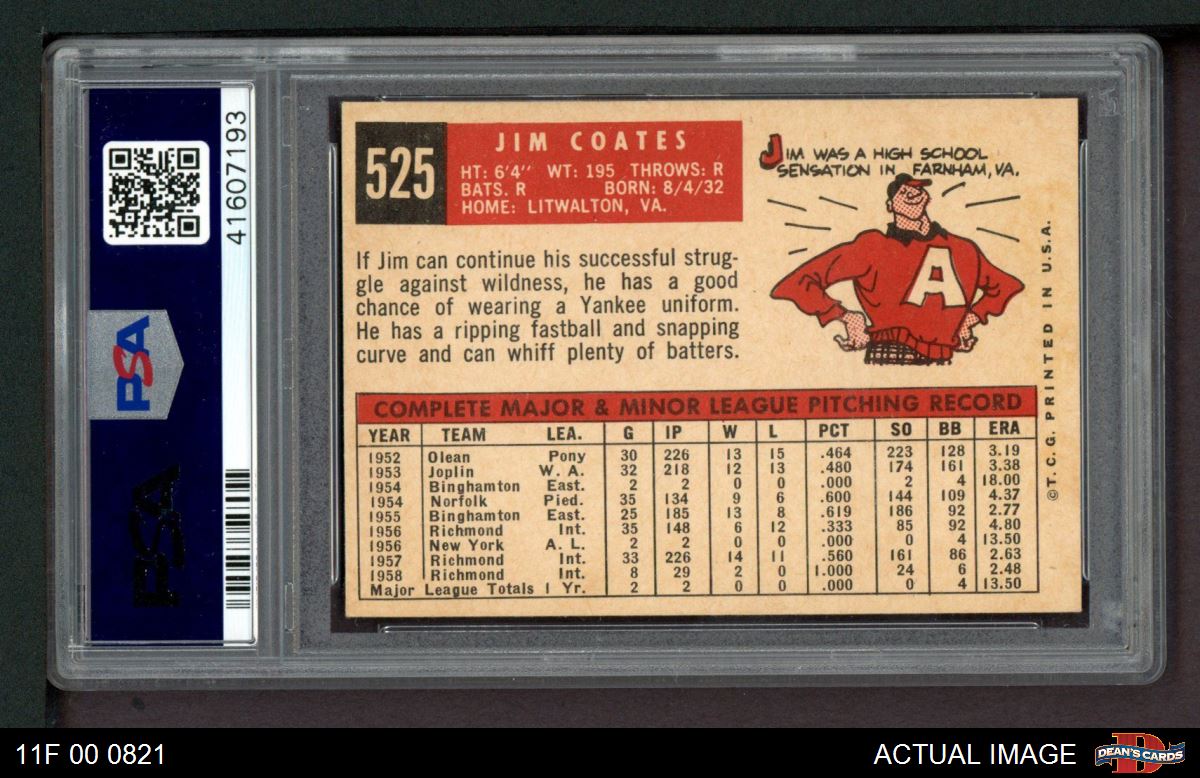 41607193
PSA
PSA
525
JIM COATES
HT: 6'4" WT: 195 THROWS: R
BATS. R BORN: 8/4/32
HOME: LITWALTON, VA.
If Jim can continue his successful strug-
gle against wildness, he has a good
chance of wearing a Yankee uniform.
He has a ripping fastball and snapping
curve and can whiff plenty of batters.
JIM WAS A HIGH SCHOOL
SENSATION IN FARNHAM, VA.
A
©T. C. G. PRINTED IN U.S.A.
COMPLETE MAJOR & MINOR LEAGUE PITCHING RECORD
YEAR TEAM LEA. G IP W L PCT SO BB ERA
1952 Olean Pony 30 226 13 15 .464 223 128 3.19
1953 Joplin W. A. 32 218 12 13 .480 174 161 3.38
1954 Binghamton East. 2 2 0 0 .000 2 4 18.00
1954 Norfolk Pied. 35 134 9 6 .600 144 109 4.37
1955 Binghamton East. 25 185 13 8 .619 186 92 2.77
1956 Richmond Int. 35 148 6 12 .333 85 92 4.80
1956 New York A. L. 2 2 0 0 .000 0 4 13.50
1957 Richmond Int. 33 226 14 11 .560 161 86 2.63
1958 Richmond Int. 8 29 2 0 1.000 24 6 2.48
Major League Totals 1 Yr. 2 2 0 0 .000 0 4 13.50
11F 00 0821
ACTUAL IMAGE
D
DEAN'S CARDS